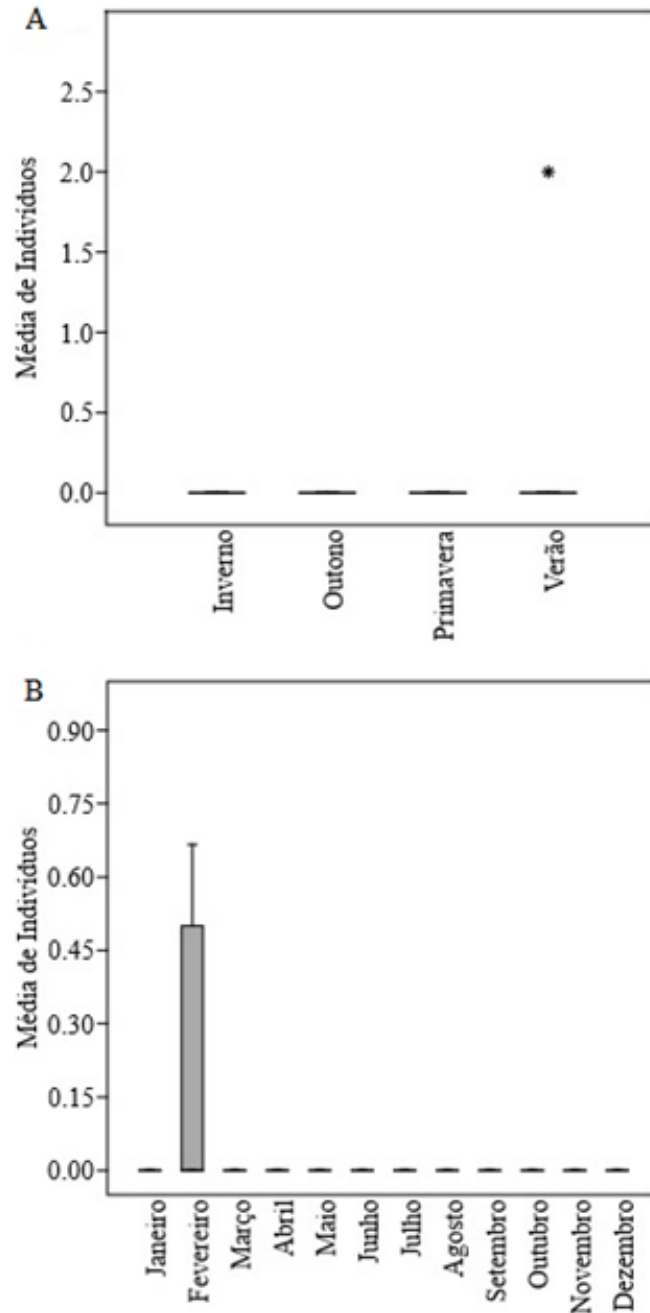 A
Média de Indivíduos
2.5
2.0
1.5
1.0
0.5
0.0
Inverno
Outono
Primavera
Verão
B
Média de Indivíduos
0.90
0.75
0.60
0.45
0.30
0.15
0.00
Janeiro
Fevereiro
Março
Abril
Maio
Junho
Julho
Agosto
Setembro
Outubro
Novembro
Dezembro